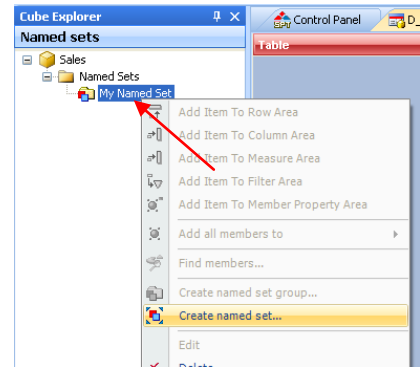 Cube Explorer
Control Panel
D_
Named sets
Table
Sales
Named Sets
My Named Set
Add Item To Row Area
Add Item To Column Area
Add Item To Measure Area
Add Item To Filter Area
Add Item To Member Property Area
Add all members to
Find members...
Create named set group...
Create named set...
Edit
Delete